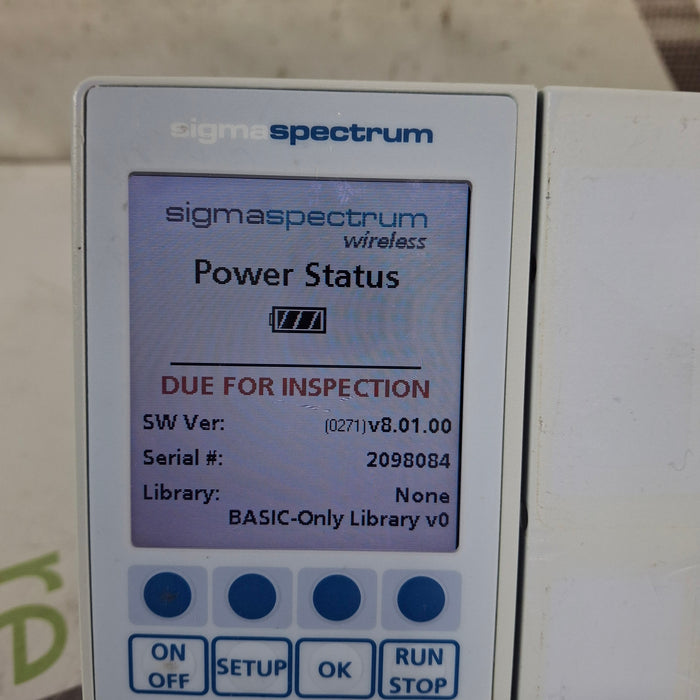 sigmaspectrum
sigmaspectrum
wireless
Power Status
DUE FOR INSPECTION
SW Ver: (0271)v8.01.00
Serial #: 2098084
Library: None
BASIC-Only Library v0
ON OFF
SETUP
OK
RUN STOP
re